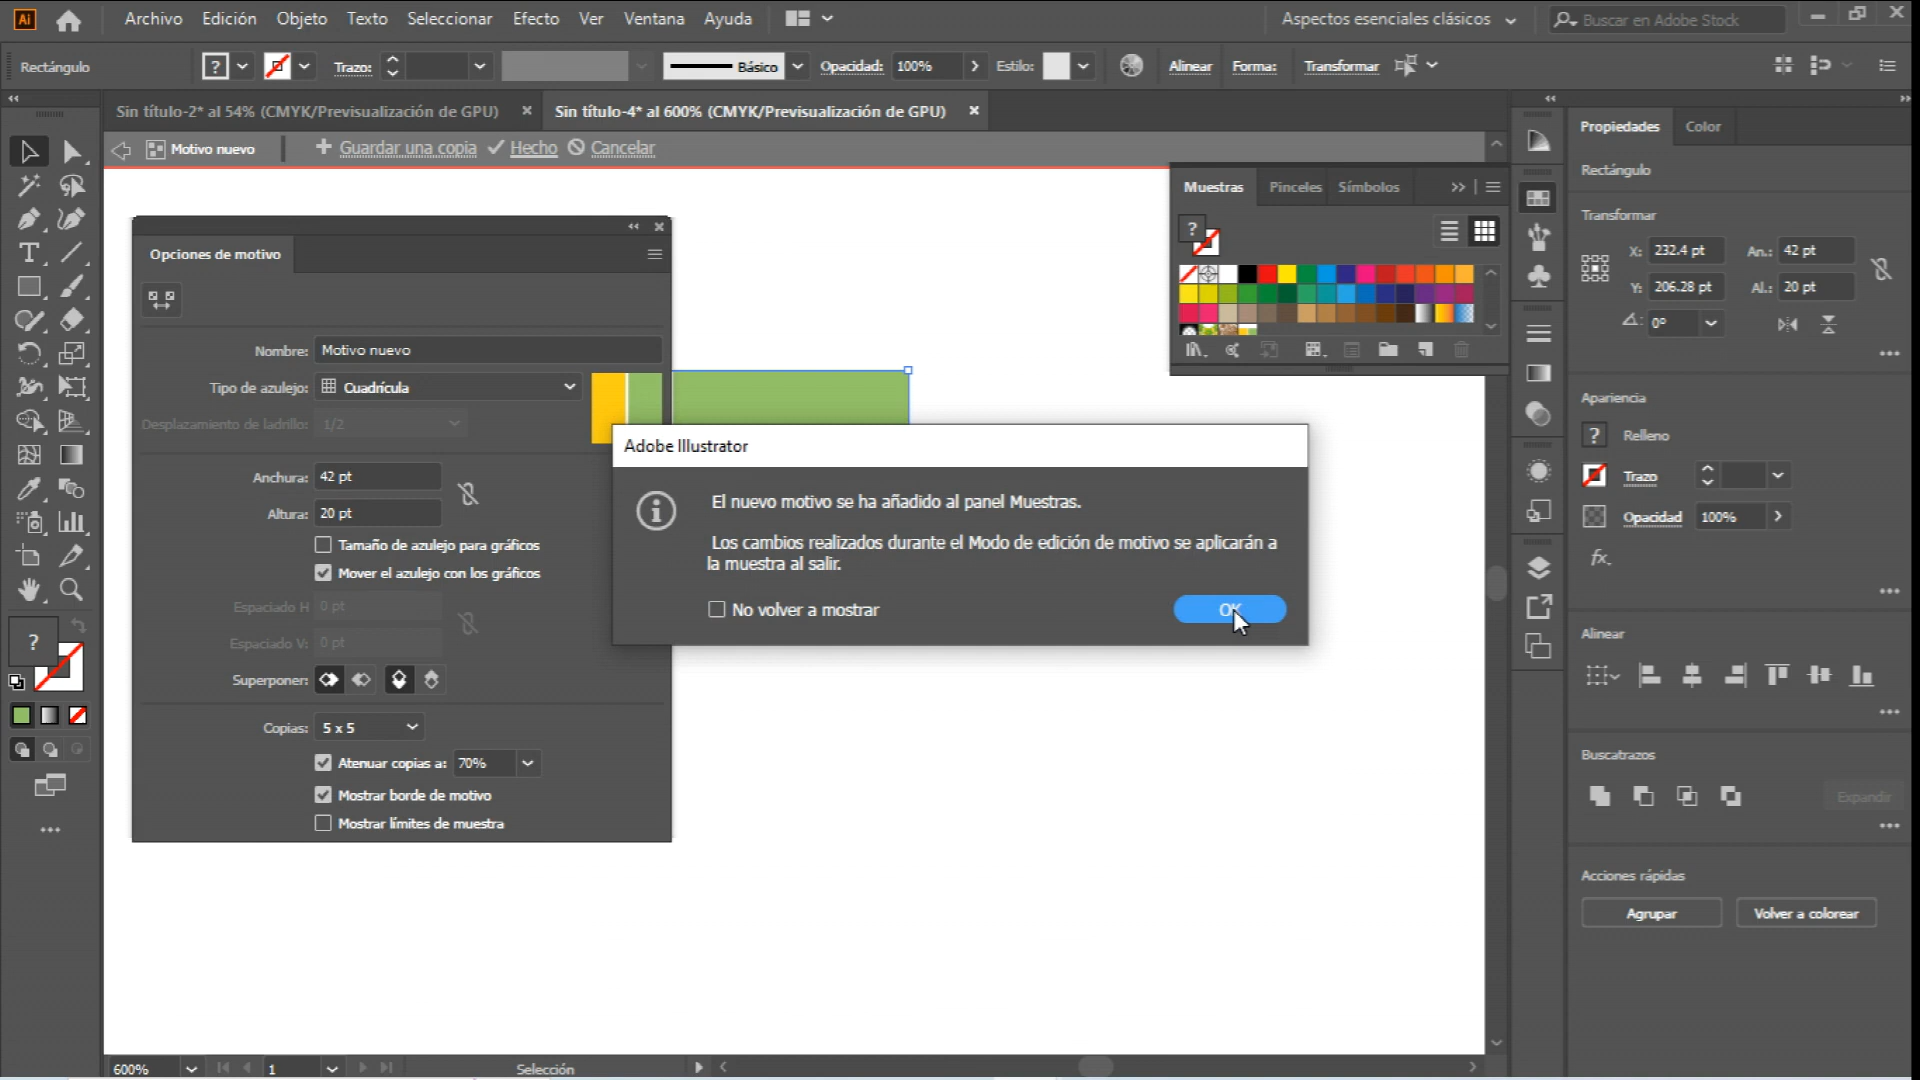 Ai Archivo Edición Objeto Texto Seleccionar Efecto Ver Ventana Ayuda Aspectos esenciales clásicos Buscar en Adobe Stock
Rectángulo ? Trazo: Básico Opacidad: 100% Estilo: Alinear Forma: Transformar
Sin título-2* al 54% (CMYK/Previsualización de GPU) × Sin título-4* al 600% (CMYK/Previsualización de GPU) ×
Motivo nuevo + Guardar una copia Hecho Cancelar
Opciones de motivo
Nombre: Motivo nuevo
Tipo de azulejo: Cuadrícula
Desplazamiento de ladrillo: 1/2
Anchura: 42 pt
Altura: 20 pt
Tamaño de azulejo para gráficos
Mover el azulejo con los gráficos
Espaciado H 0 pt
Espaciado V: 0 pt
Superponer:
Copias: 5 x 5
Atenuar copias a: 70%
Mostrar borde de motivo
Mostrar límites de muestra
Adobe Illustrator
El nuevo motivo se ha añadido al panel Muestras.
Los cambios realizados durante el Modo de edición de motivo se aplicarán a
la muestra al salir.
No volver a mostrar
OK
Muestras Pinceles Símbolos
?
Propiedades Color
Rectángulo
Transformar
X: 232.4 pt An.: 42 pt
Y: 206.28 pt Al.: 20 pt
0°
Apariencia
? Relleno
Trazo
Opacidad 100%
fx.
Alinear
Buscatrazos
Expandir
Acciones rápidas
Agrupar Volver a colorear
?
600% 1 Selección